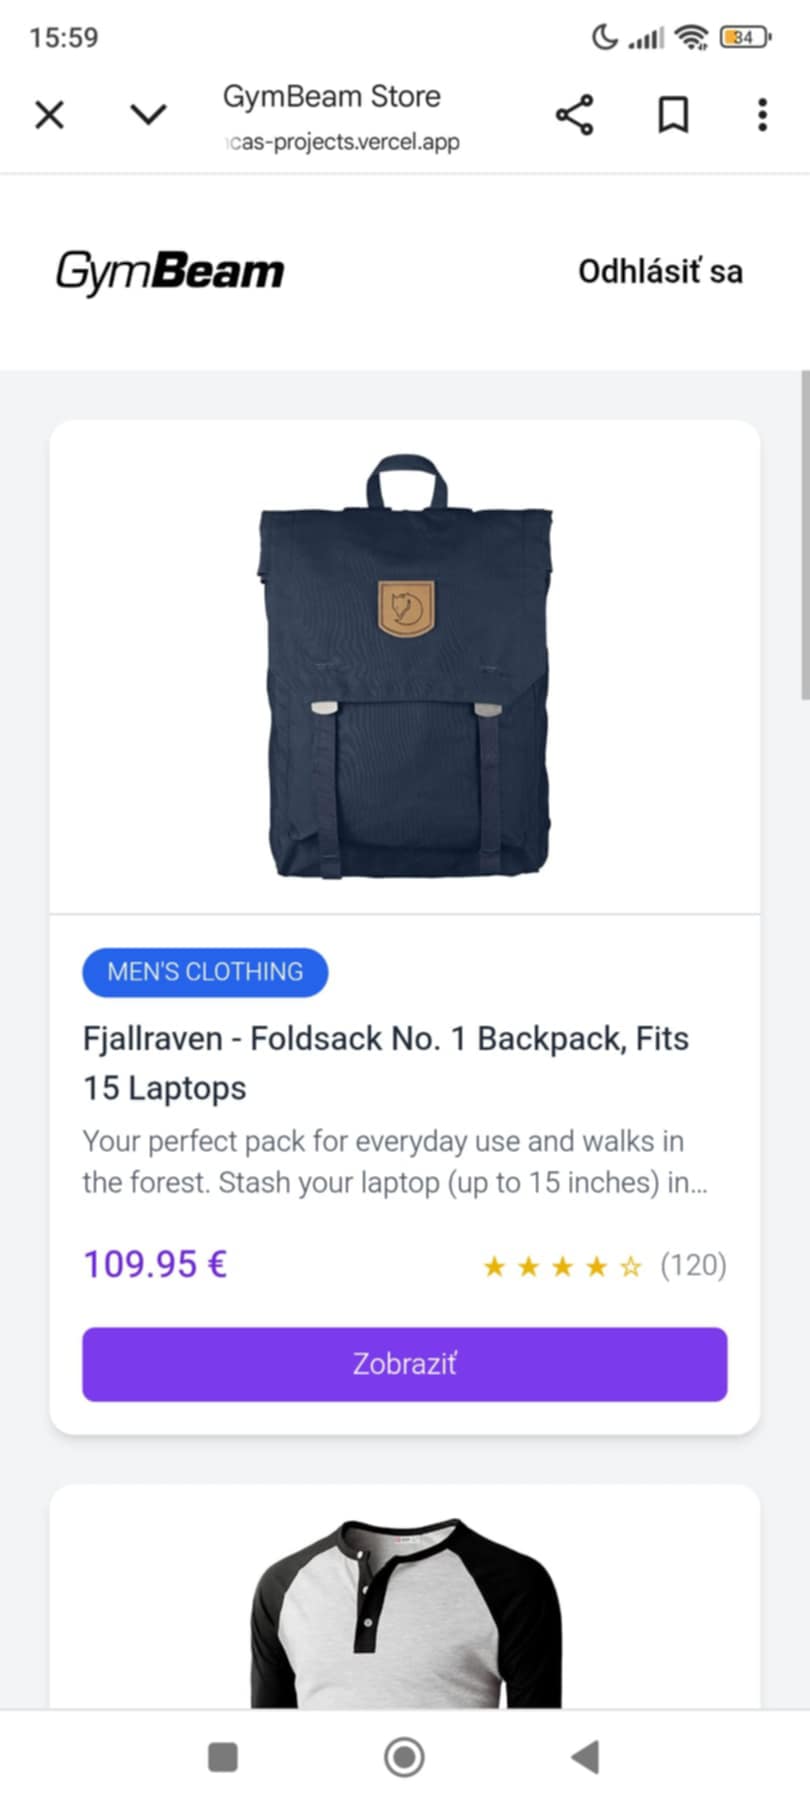 15:59
34
GymBeam Store
cas-projects.vercel.app
GymBeam
Odhlásiť sa
MEN'S CLOTHING
Fjallraven - Foldsack No. 1 Backpack, Fits
15 Laptops
Your perfect pack for everyday use and walks in
the forest. Stash your laptop (up to 15 inches) in…
109.95 €
★ ★ ★ ★ ☆ (120)
Zobraziť